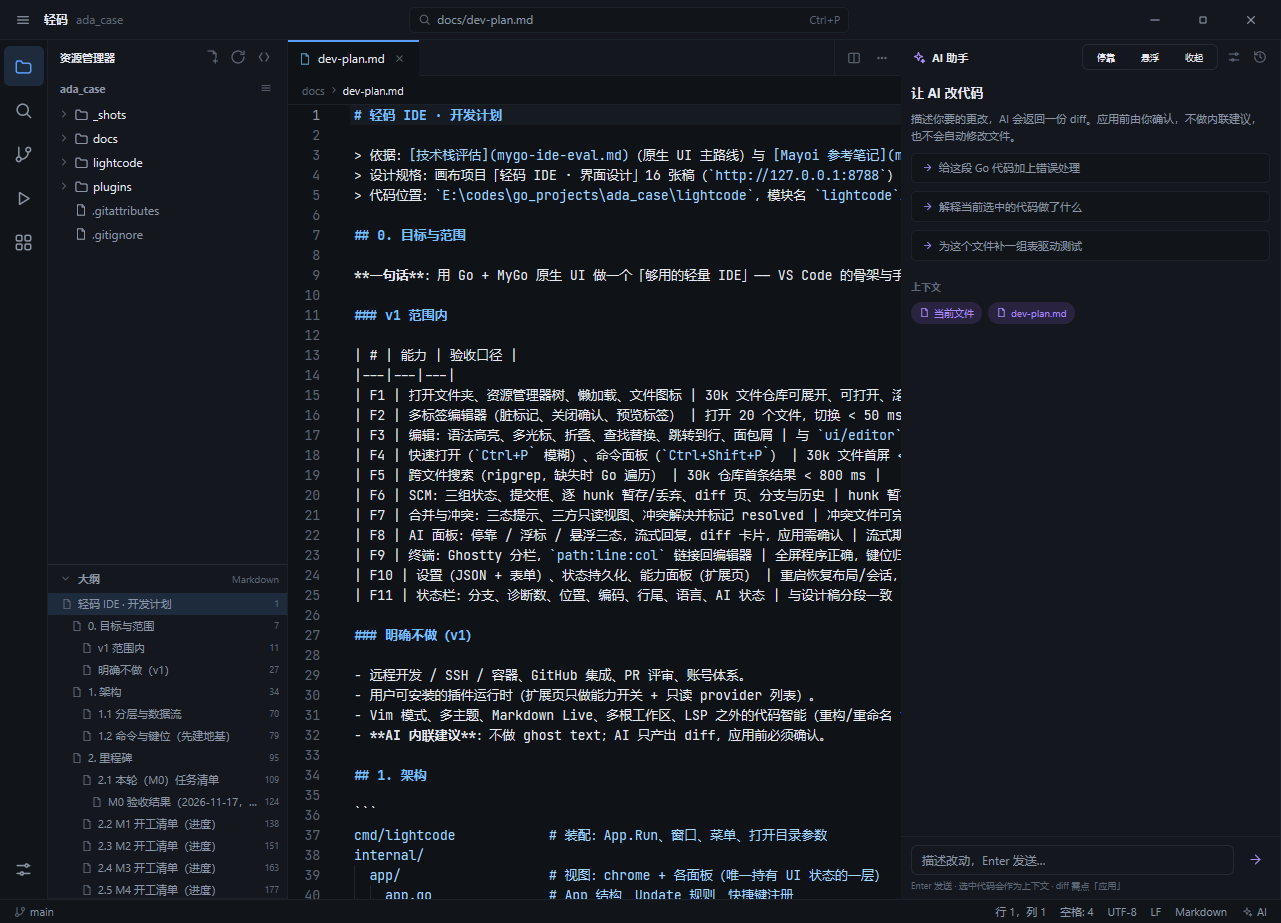 轻码 ada_case
docs/dev-plan.md Ctrl+P
资源管理器
ada_case
_shots
docs
lightcode
plugins
.gitattributes
.gitignore
大纲 Markdown
轻码 IDE · 开发计划 1
0. 目标与范围 7
v1 范围内 11
明确不做（v1） 27
1. 架构 34
1.1 分层与数据流 70
1.2 命令与键位（先建地基） 79
2. 里程碑 95
2.1 本轮（M0）任务清单 109
M0 验收结果（2026-11-17，... 124
2.2 M1 开工清单（进度） 138
2.3 M2 开工清单（进度） 151
2.4 M3 开工清单（进度） 163
2.5 M4 开工清单（进度） 177
dev-plan.md
docs > dev-plan.md
1 # 轻码 IDE · 开发计划
2
3 > 依据：[技术栈评估](mygo-ide-eval.md)（原生 UI 主路线）与 [Mayoi 参考笔记](m
4 > 设计规格：画布项目「轻码 IDE · 界面设计」16 张稿（`http://127.0.0.1:8788`）
5 > 代码位置：`E:\codes\go_projects\ada_case\lightcode`，模块名 `lightcode`
6
7 ## 0. 目标与范围
8
9 **一句话**：用 Go + MyGo 原生 UI 做一个「够用的轻量 IDE」—— VS Code 的骨架与手
10
11 ### v1 范围内
12
13 | # | 能力 | 验收口径 |
14 |---|---|---|
15 | F1 | 打开文件夹、资源管理器树、懒加载、文件图标 | 30k 文件仓库可展开、可打开、滚
16 | F2 | 多标签编辑器（脏标记、关闭确认、预览标签） | 打开 20 个文件，切换 < 50 ms
17 | F3 | 编辑：语法高亮、多光标、折叠、查找替换、跳转到行、面包屑 | 与 `ui/editor`
18 | F4 | 快速打开（`Ctrl+P` 模糊）、命令面板（`Ctrl+Shift+P`） | 30k 文件首屏 <
19 | F5 | 跨文件搜索（ripgrep，缺失时 Go 遍历） | 30k 仓库首条结果 < 800 ms |
20 | F6 | SCM：三组状态、提交框、逐 hunk 暂存/丢弃、diff 页、分支与历史 | hunk 暂
21 | F7 | 合并与冲突：三态提示、三方只读视图、冲突解决并标记 resolved | 冲突文件可完
22 | F8 | AI 面板：停靠 / 浮标 / 悬浮三态，流式回复，diff 卡片，应用需确认 | 流式期
23 | F9 | 终端：Ghostty 分栏，`path:line:col` 链接回编辑器 | 全屏程序正确，键位归
24 | F10 | 设置（JSON + 表单）、状态持久化、能力面板（扩展页） | 重启恢复布局/会话，
25 | F11 | 状态栏：分支、诊断数、位置、编码、行尾、语言、AI 状态 | 与设计稿分段一致
26
27 ### 明确不做（v1）
28
29 - 远程开发 / SSH / 容器、GitHub 集成、PR 评审、账号体系。
30 - 用户可安装的插件运行时（扩展页只做能力开关 + 只读 provider 列表）。
31 - Vim 模式、多主题、Markdown Live、多根工作区、LSP 之外的代码智能（重构/重命名
32 - **AI 内联建议**：不做 ghost text；AI 只产出 diff，应用前必须确认。
33
34 ## 1. 架构
35
36 ```
37 cmd/lightcode # 装配：App.Run、窗口、菜单、打开目录参数
38 internal/
39 app/ # 视图：chrome + 各面板（唯一持有 UI 状态的一层）
40 app.go # App 结构、Update 规则、快捷键注册
AI 助手 停靠 悬浮 收起
让 AI 改代码
描述你要的更改，AI 会返回一份 diff。应用前由你确认，不做内联建议，
也不会自动修改文件。
→ 给这段 Go 代码加上错误处理
→ 解释当前选中的代码做了什么
→ 为这个文件补一组表驱动测试
上下文
当前文件 dev-plan.md
描述改动，Enter 发送...
Enter 发送 · 选中代码会作为上下文 · diff 需点「应用」
main 行 1，列 1 空格: 4 UTF-8 LF Markdown AI